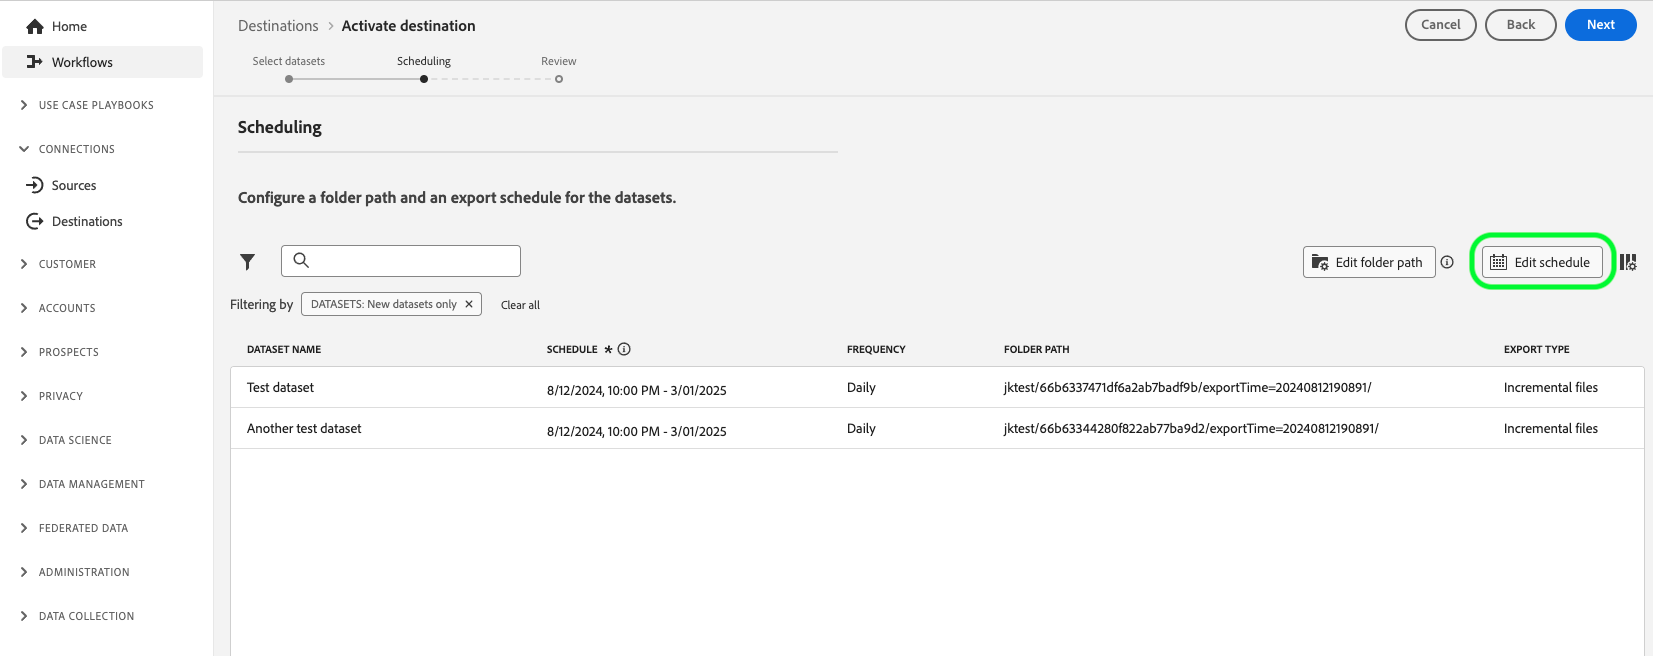 Home
Workflows
USE CASE PLAYBOOKS
CONNECTIONS
Sources
Destinations
CUSTOMER
ACCOUNTS
PROSPECTS
PRIVACY
DATA SCIENCE
DATA MANAGEMENT
FEDERATED DATA
ADMINISTRATION
DATA COLLECTION
Destinations > Activate destination
Cancel Back Next
Select datasets Scheduling Review
Scheduling
Configure a folder path and an export schedule for the datasets.
Edit folder path Edit schedule
Filtering by DATASETS: New datasets only × Clear all
DATASET NAME SCHEDULE * FREQUENCY FOLDER PATH EXPORT TYPE
Test dataset 8/12/2024, 10:00 PM - 3/01/2025 Daily jktest/66b6337471df6a2ab7badf9b/exportTime=20240812190891/ Incremental files
Another test dataset 8/12/2024, 10:00 PM - 3/01/2025 Daily jktest/66b63344280f822ab77ba9d2/exportTime=20240812190891/ Incremental files